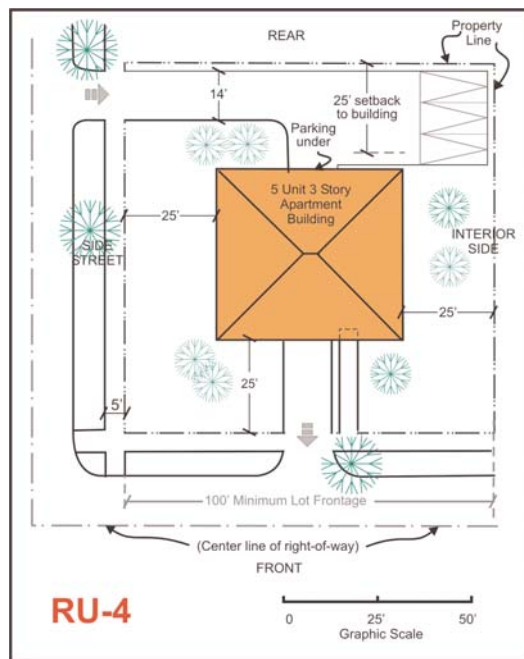 REAR
Property
Line
14'
25' setback
to building
Parking
under
5 Unit 3 Story
Apartment
Building
25'
SIDE
STREET
INTERIOR
SIDE
25'
25'
5'
100' Minimum Lot Frontage
(Center line of right-of-way)
FRONT
RU-4
0 25' 50'
Graphic Scale